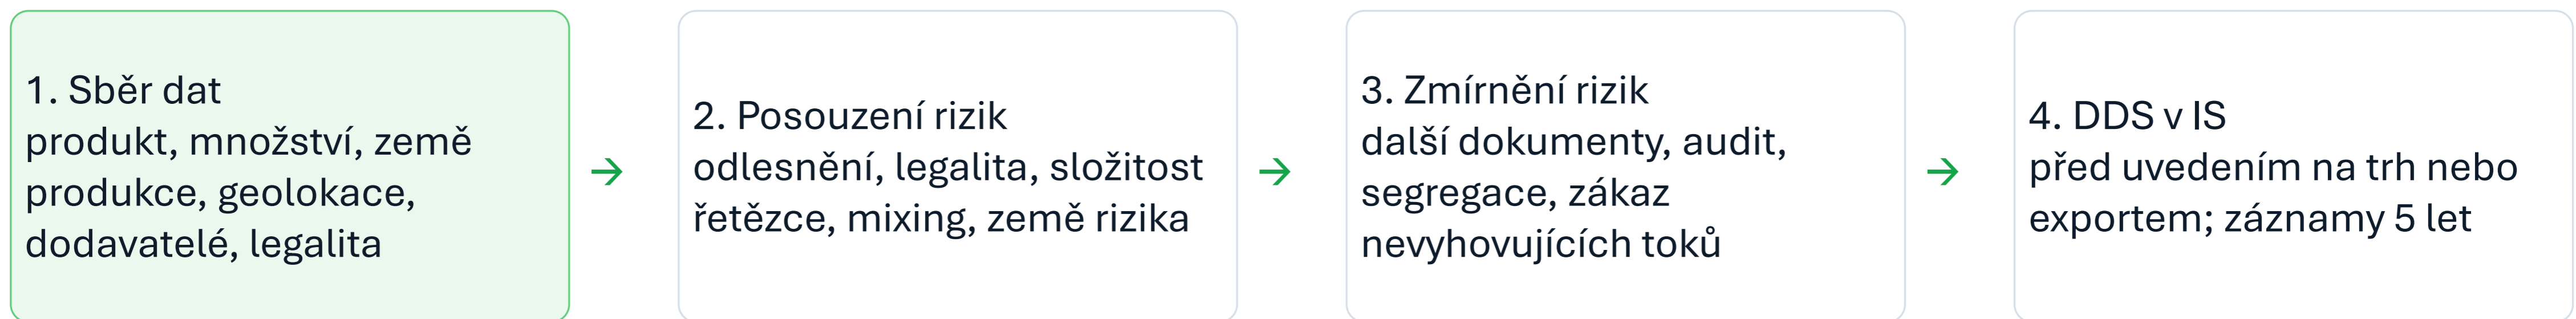 1. Sběr dat
produkt, množství, země
produkce, geolokace,
dodavatelé, legalita
→
2. Posouzení rizik
odlesnění, legalita, složitost
řetězce, mixing, země rizika
→
3. Zmírnění rizik
další dokumenty, audit,
segregace, zákaz
nevyhovujících toků
→
4. DDS v IS
před uvedením na trh nebo
exportem; záznamy 5 let